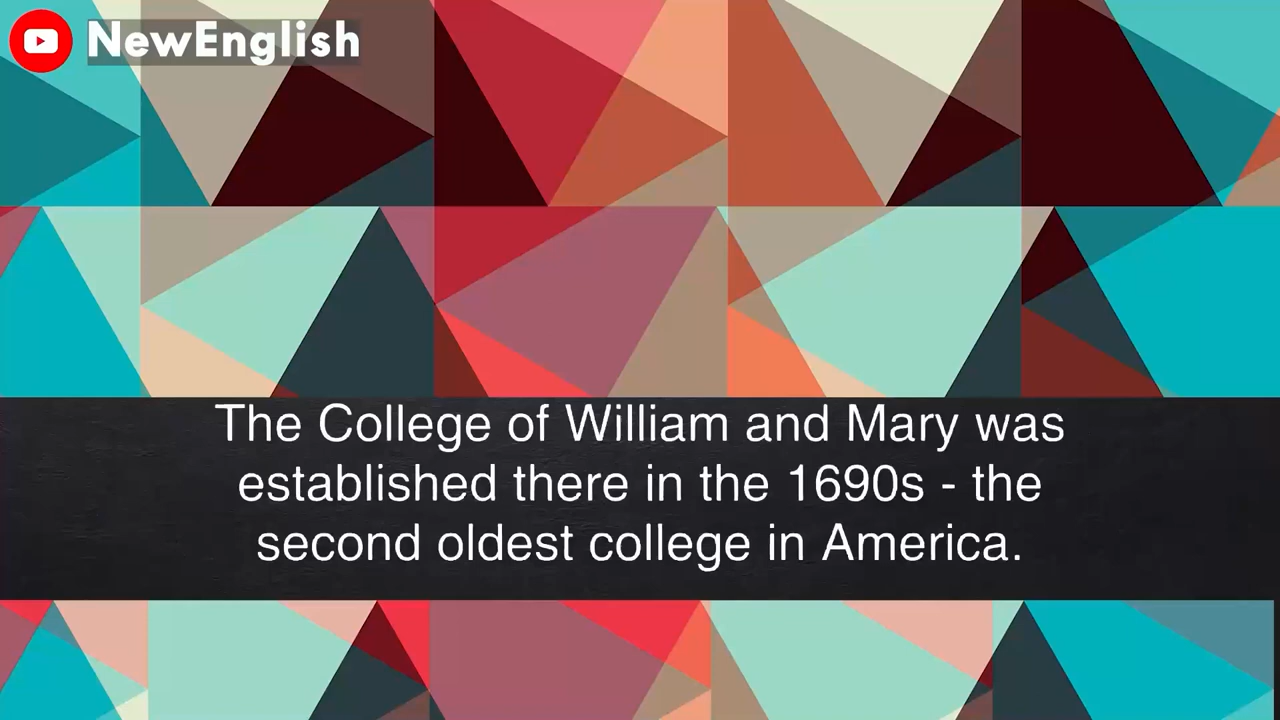 NewEnglish
The College of William and Mary was
established there in the 1690s - the
second oldest college in America.